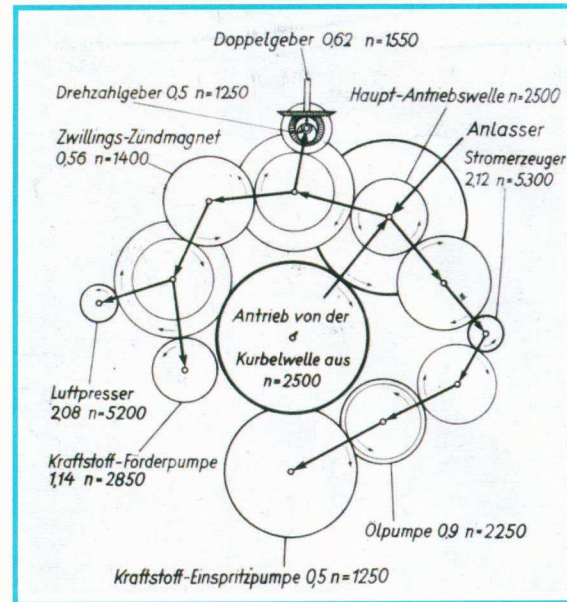 Doppelgeber 0,62 n=1550
Drehzahlgeber 0,5 n=1250
Haupt-Antriebswelle n=2500
Zwillings-Zündmagnet
0,56 n=1400
Anlasser
Stromerzeuger
2,12 n=5300
Antrieb von der
Kurbelwelle aus
n=2500
Luftpresser
2,08 n=5200
Kraftstoff-Förderpumpe
1,14 n=2850
Ölpumpe 0,9 n=2250
Kraftstoff-Einspritzpumpe 0,5 n=1250